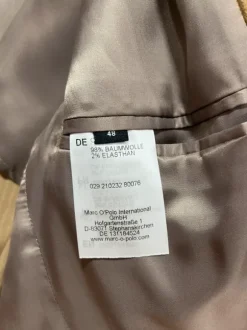 48
DE
98% BAUMWOLLE
2% ELASTHAN
029 210232 80076
Marc O'Polo International
GmbH
Hofgartenstraße 1
D-83071 Stephanskirchen
DE 131184524
www.marc-o-polo.com